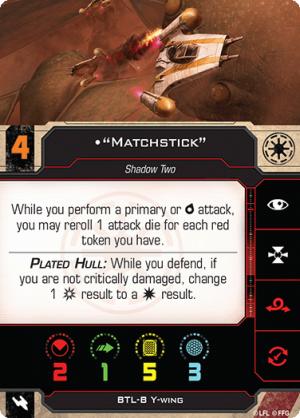 •“Matchstick”
4
Shadow Two
While you perform a primary or attack,
you may reroll 1 attack die for each red
token you have.
Plated Hull: While you defend, if
you are not critically damaged, change
1 result to a result.
2 1 5 3
BTL-B Y-wing
©LFL ©FFG